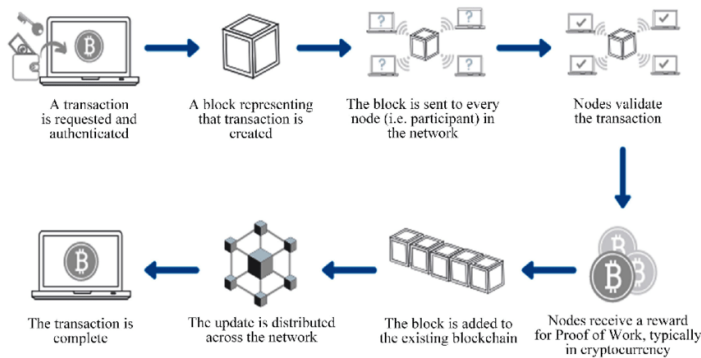 A transaction
is requested and
authenticated
A block representing
that transaction is
created
The block is sent to every
node (i.e. participant) in
the network
Nodes validate
the transaction
Nodes receive a reward
for Proof of Work, typically
in cryptocurrency
The block is added to
the existing blockchain
The update is distributed
across the network
The transaction is
complete